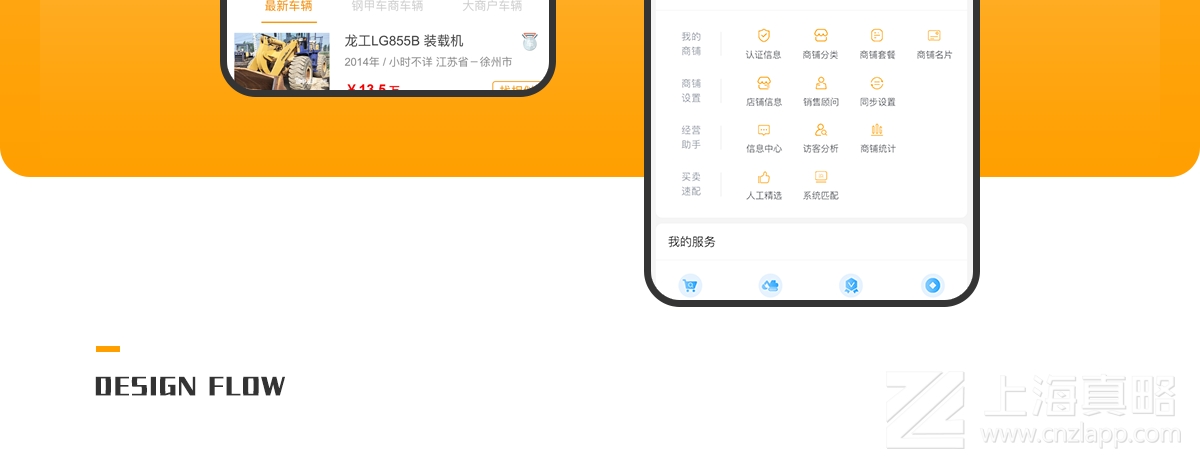 最新车辆 钢甲车商车辆 大商户车辆
龙工LG855B 装载机
2014年 / 小时不详 江苏省－徐州市
￥13.5 万
我的
商铺
认证信息 商铺分类 商铺套餐 商铺名片
商铺
设置
店铺信息 销售顾问 同步设置
经营
助手
信息中心 访客分析 商铺统计
买卖
速配
人工精选 系统匹配
我的服务
DESIGN FLOW
上海真略
www.cnzlapp.com